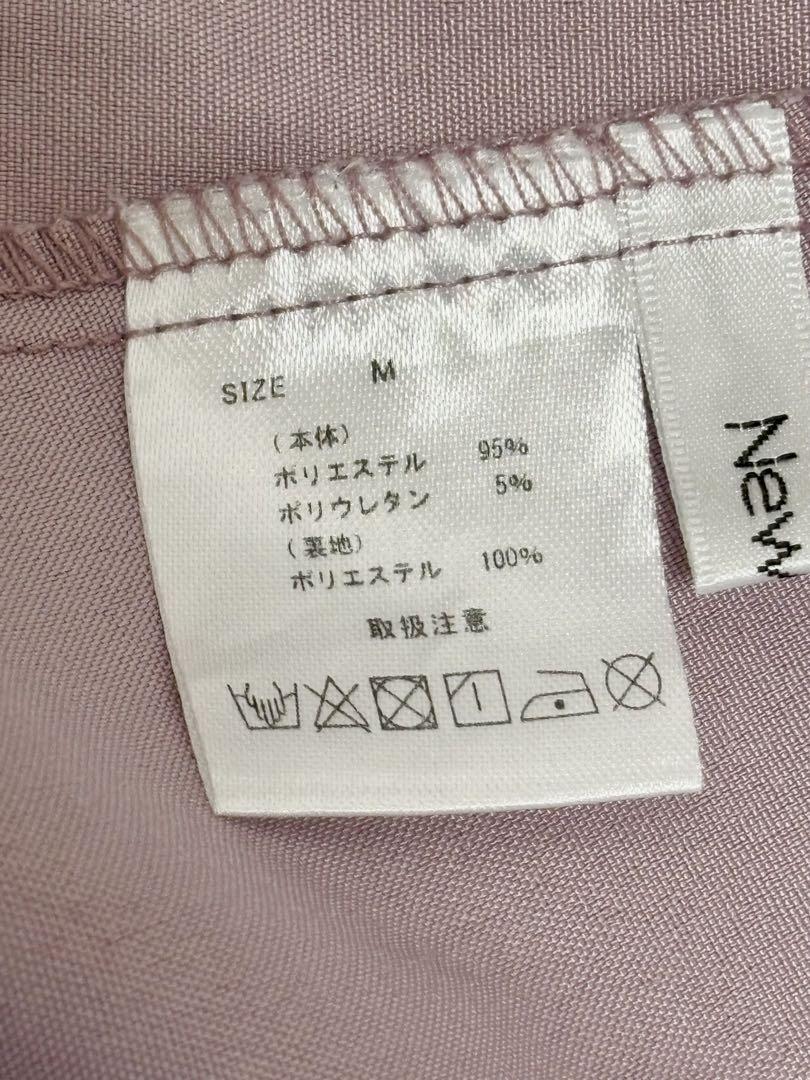 SIZE M
(本体)
ポリエステル 95%
ポリウレタン 5%
(裏地)
ポリエステル 100%
取扱注意
New